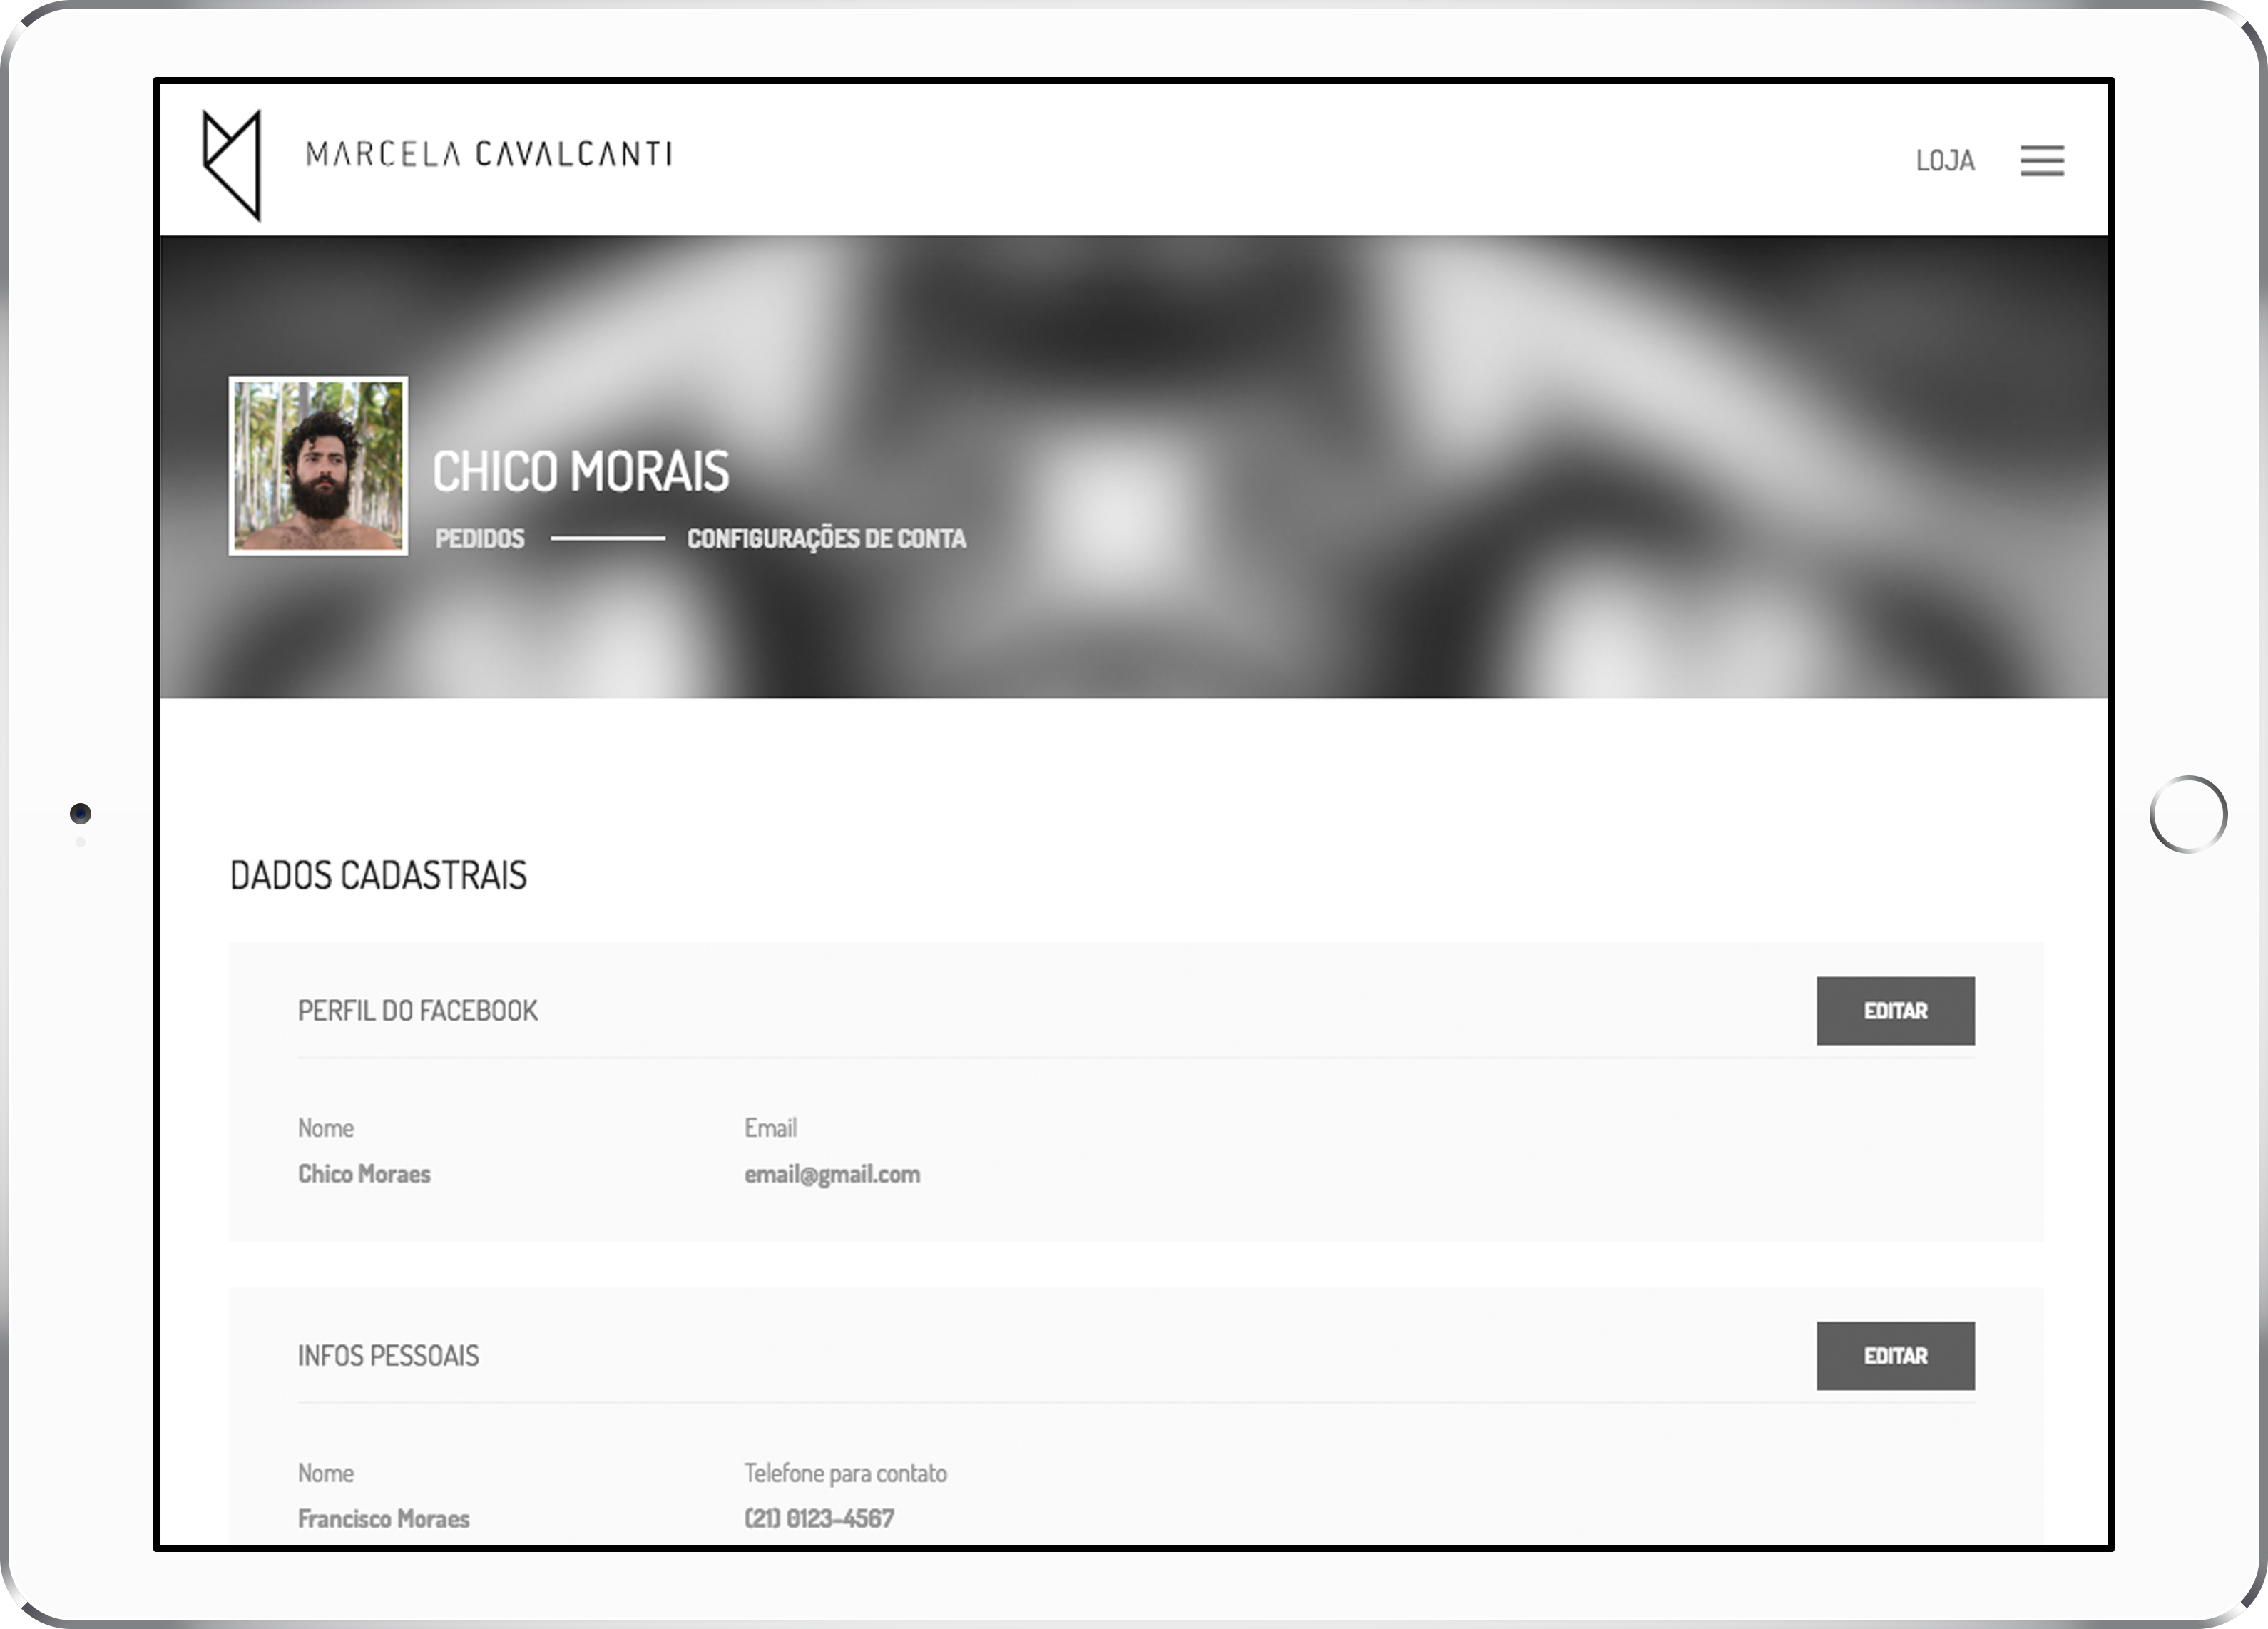 MARCELA CAVALCANTI
LOJA
CHICO MORAIS
PEDIDOS CONFIGURAÇÕES DE CONTA
DADOS CADASTRAIS
PERFIL DO FACEBOOK
EDITAR
Nome
Email
Chico Moraes
email@gmail.com
INFOS PESSOAIS
EDITAR
Nome
Telefone para contato
Francisco Moraes
(21) 0123-4567